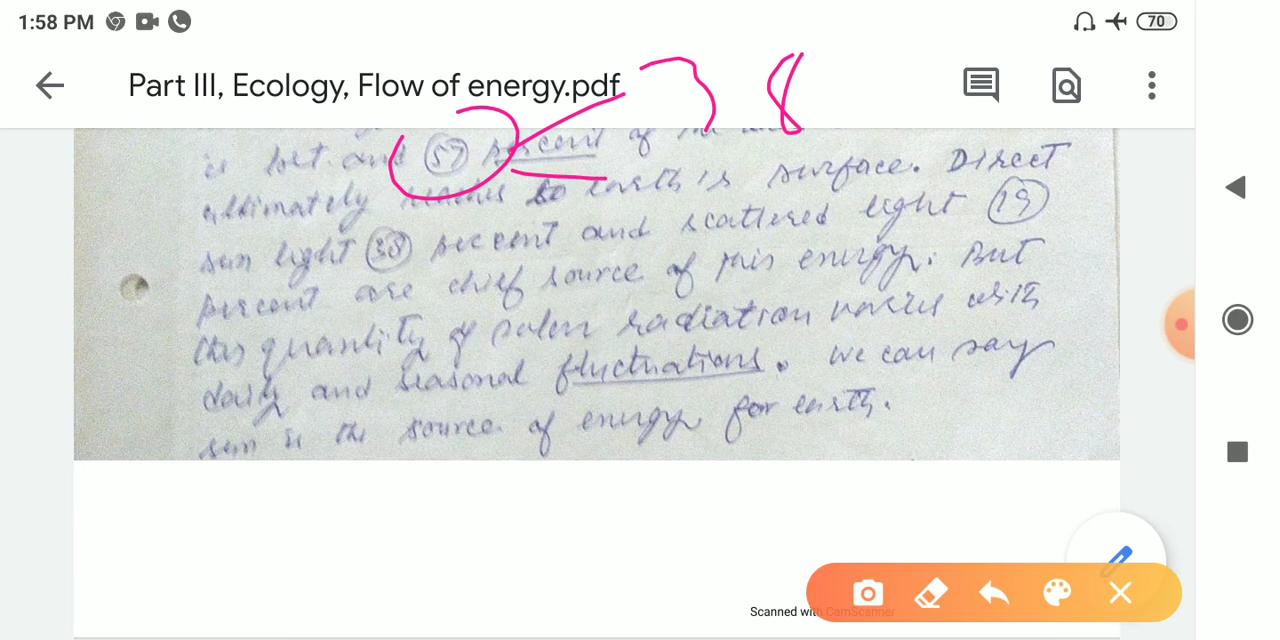 1:58 PM 70
Part III, Ecology, Flow of energy.pdf
38
is lost and 57 percent of
ultimately reaches to earth is surface. Direct
sun light 38 percent and scattered light 19
percent are chief source of this energy. But
this quantity of solar radiation varies with
daily and seasonal fluctuations. We can say
sun is the source of energy for earth.
Scanned with CamScanner